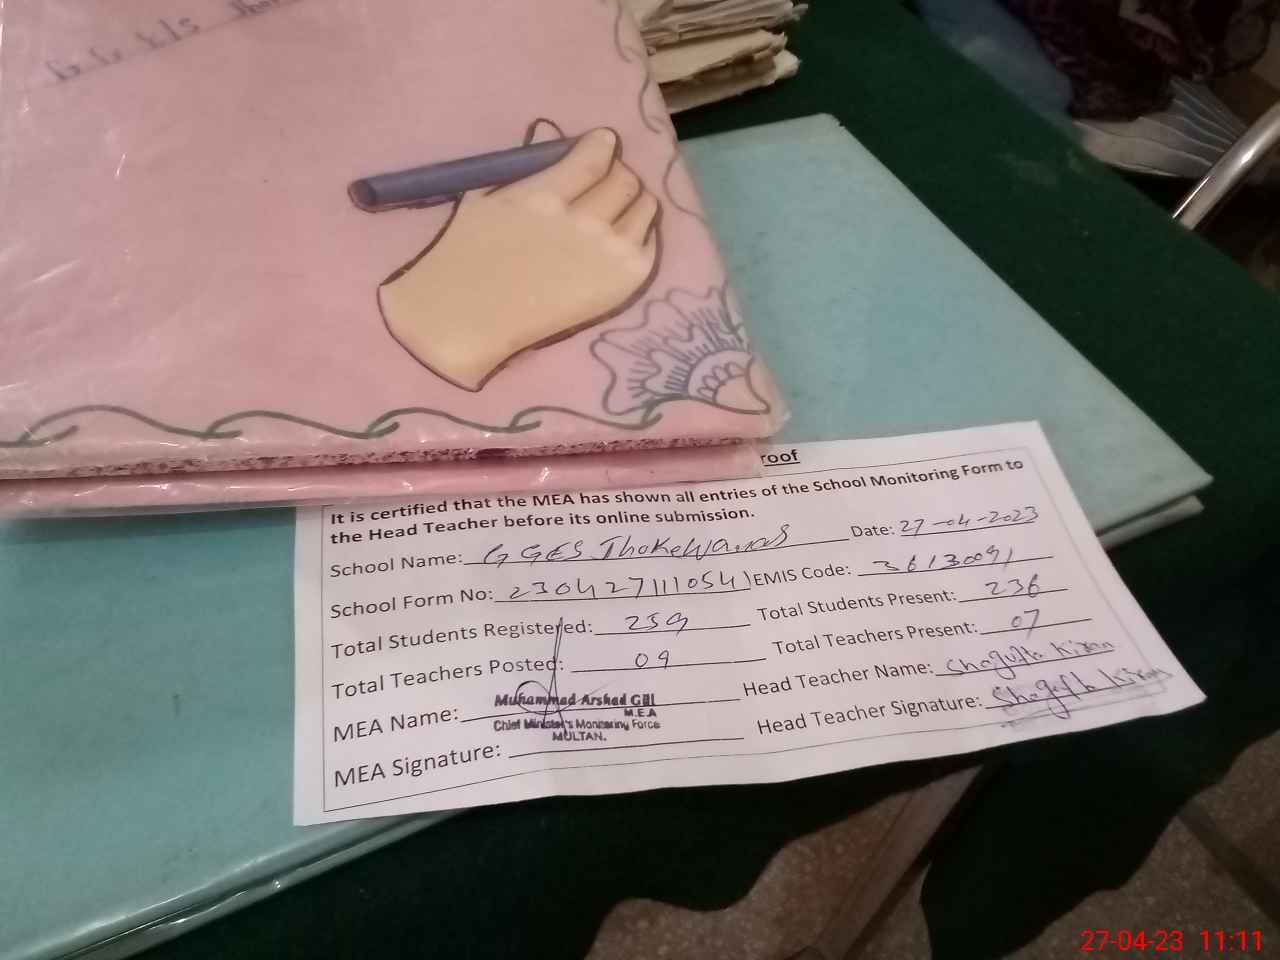 G.G.E/S Thok
roof
It is certified that the MEA has shown all entries of the School Monitoring Form to
the Head Teacher before its online submission.
School Name: GGES ThokeWaras Date: 27-04-2023
School Form No: 230427111054 EMIS Code: 36130091
Total Students Registered: 259 Total Students Present: 236
Total Teachers Posted: 09 Total Teachers Present: 07
MEA Name: Muhammad Arshad Gill Head Teacher Name: Shagufta Kiran
M.E.A
Chief Minister's Monitoring Force
MULTAN.
MEA Signature: Head Teacher Signature: Shagufta Kiran
27-04-23 11:11